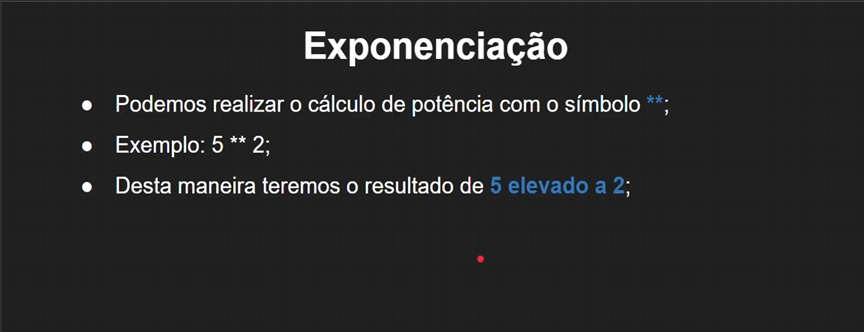 Exponenciação
● Podemos realizar o cálculo de potência com o símbolo **;
● Exemplo: 5 ** 2;
● Desta maneira teremos o resultado de 5 elevado a 2;